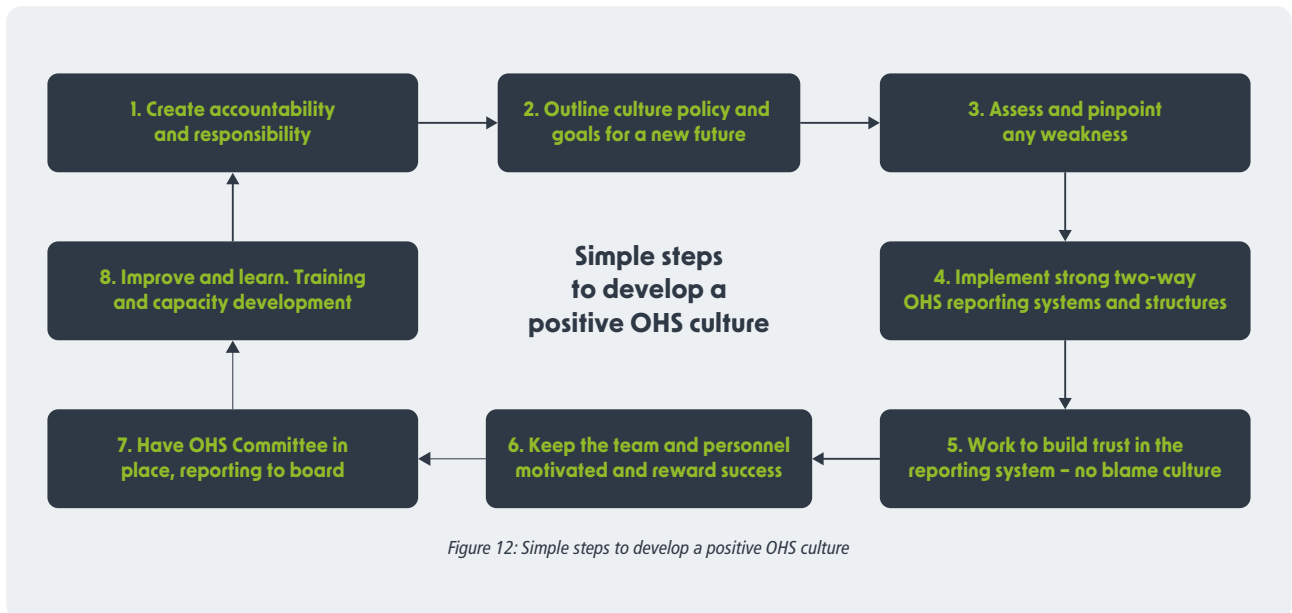 1. Create accountability
and responsibility
2. Outline culture policy and
goals for a new future
3. Assess and pinpoint
any weakness
8. Improve and learn. Training
and capacity development
Simple steps
to develop a
positive OHS culture
4. Implement strong two-way
OHS reporting systems and structures
7. Have OHS Committee in
place, reporting to board
6. Keep the team and personnel
motivated and reward success
5. Work to build trust in the
reporting system – no blame culture
Figure 12: Simple steps to develop a positive OHS culture